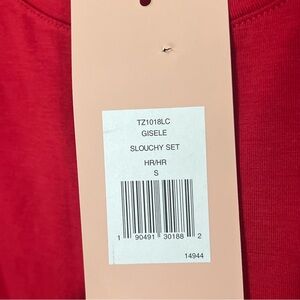 TZ1018LC
GISELE
SLOUCHY SET
HR/HR
S
1 90491 30188 2
14944